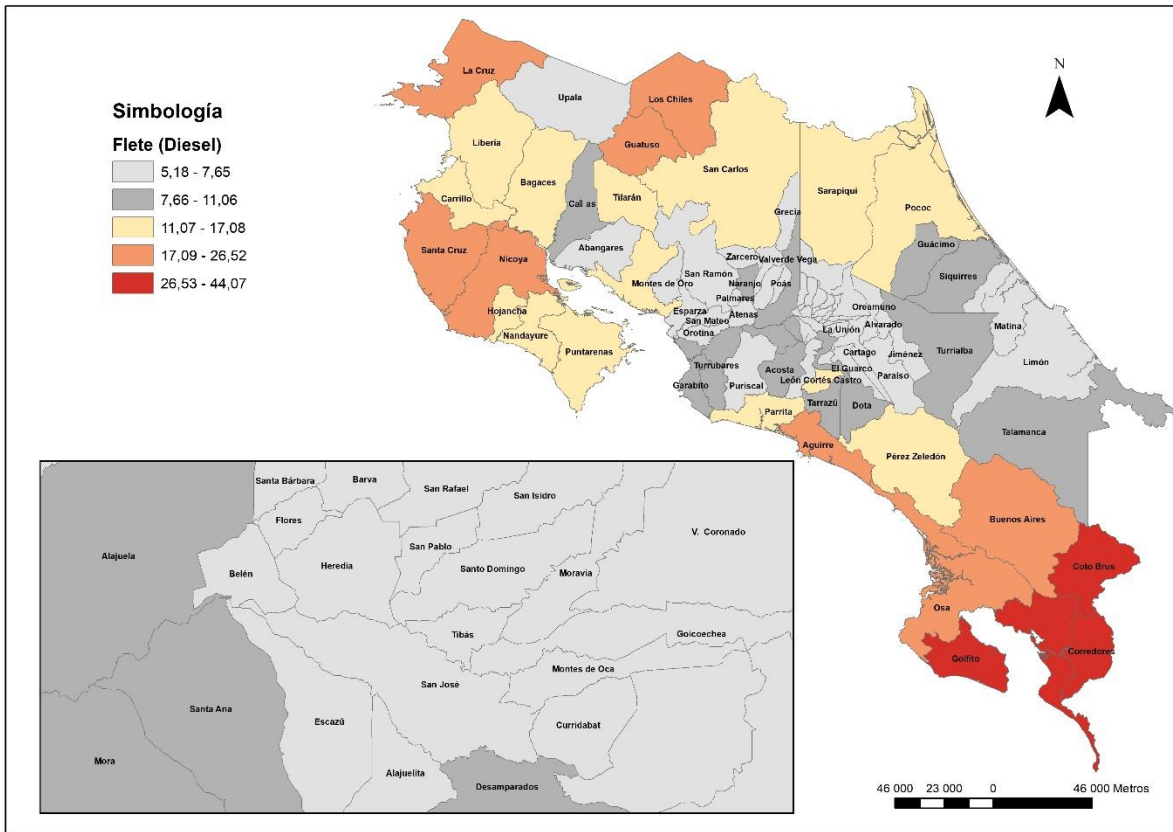 Simbología
Flete (Diesel)
5,18 - 7,65
7,66 - 11,06
11,07 - 17,08
17,09 - 26,52
26,53 - 44,07
N
La Cruz
Upala
Los Chiles
Guatuso
Liberia
Bagaces
San Carlos
Carrillo
Tilarán
Sarapiquí
Pococ
Grecia
Santa Cruz
Nicoya
Abangares
Guácimo
Siquirres
Zarcero
Valverde Vega
San Ramón
Montes de Oro
Naranjo
Poás
Palmares
Hojancha
Esparza
Atenas
San Mateo
Orotina
Oreamuno
Nandayure
Puntarenas
La Unión
Alvarado
Matina
Limón
Turrialba
Cartago
Jiménez
Turrubares
Acosta
El Guarco
Paraíso
Garabito
Puriscal
León Cortés Castro
Tarrazú
Dota
Parrita
Talamanca
Aguirre
Pérez Zeledón
Buenos Aires
Coto Brus
Osa
Golfito
Corredores
Santa Bárbara
Barva
San Rafael
San Isidro
Flores
V. Coronado
Alajuela
San Pablo
Belén
Heredia
Santo Domingo
Moravia
Tibás
Goicoechea
Montes de Oca
San José
Santa Ana
Escazú
Curridabat
Mora
Alajuelita
Desamparados
46 000 23 000 0 46 000 Metros